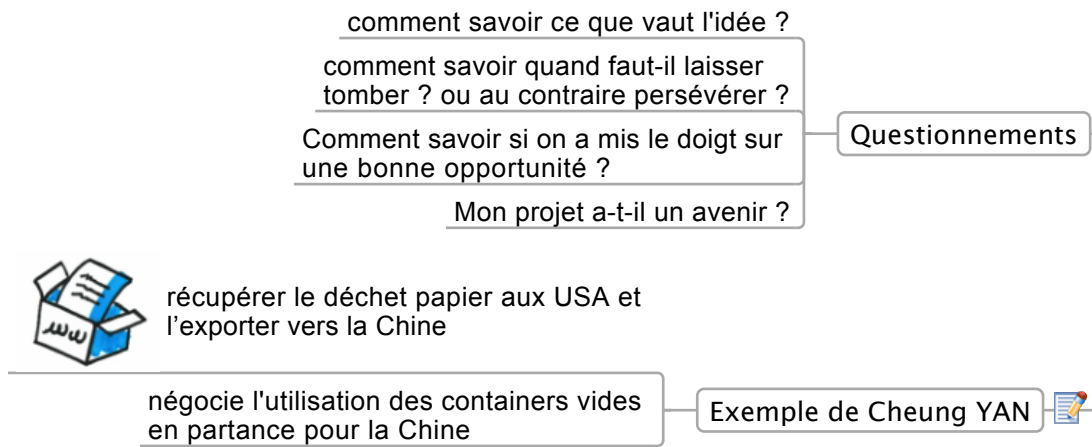 comment savoir ce que vaut l'idée ?
comment savoir quand faut-il laisser
tomber ? ou au contraire persévérer ?
Comment savoir si on a mis le doigt sur
une bonne opportunité ?
Mon projet a-t-il un avenir ?
Questionnements
récupérer le déchet papier aux USA et
l’exporter vers la Chine
négocie l'utilisation des containers vides
en partance pour la Chine
Exemple de Cheung YAN